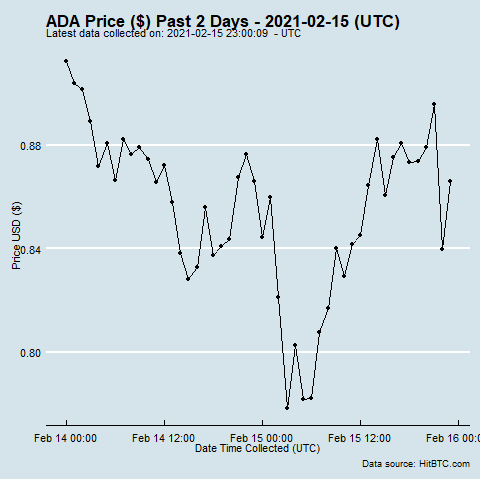 ADA Price ($) Past 2 Days - 2021-02-15 (UTC)
Latest data collected on: 2021-02-15 23:00:09 - UTC
0.88
0.84
0.80
Price USD ($)
Feb 14 00:00 Feb 14 12:00 Feb 15 00:00 Feb 15 12:00 Feb 16 00:0
Date Time Collected (UTC)
Data source: HitBTC.com